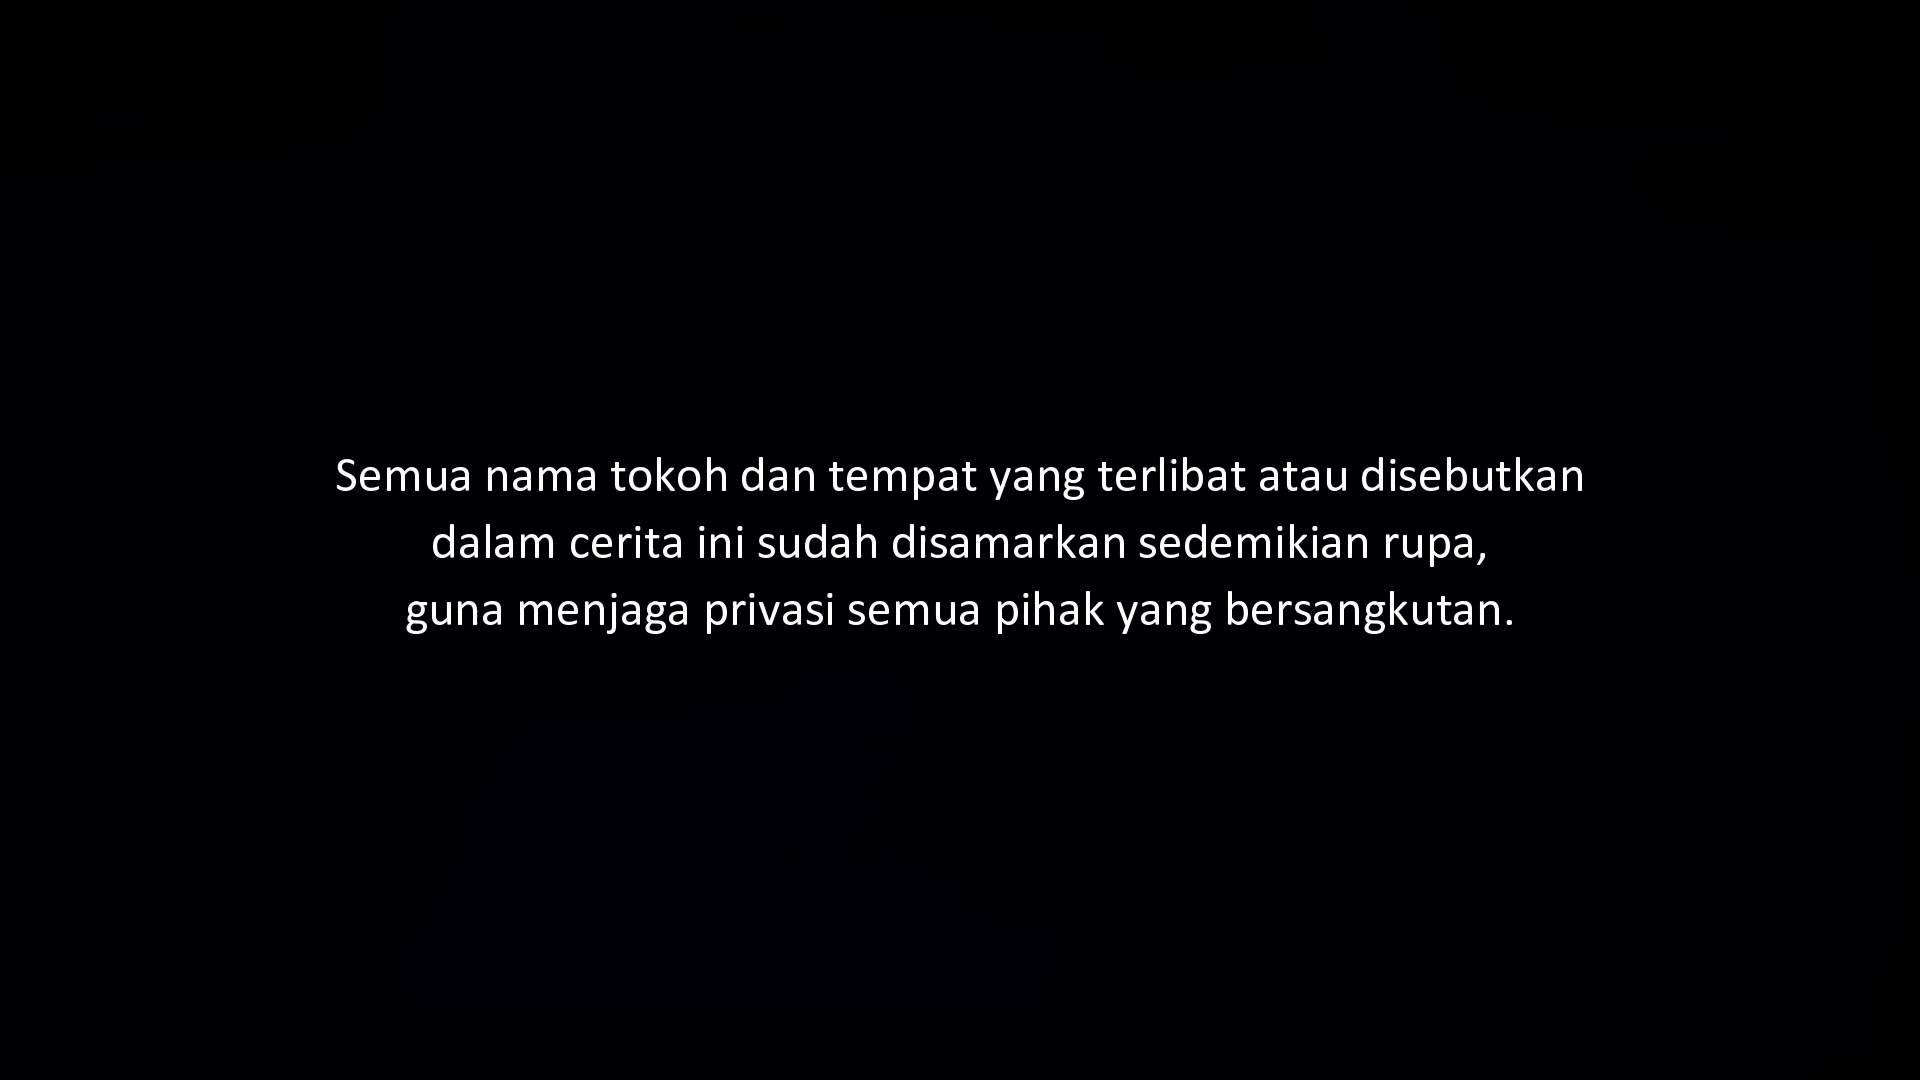 Semua nama tokoh dan tempat yang terlibat atau disebutkan
dalam cerita ini sudah disamarkan sedemikian rupa,
guna menjaga privasi semua pihak yang bersangkutan.